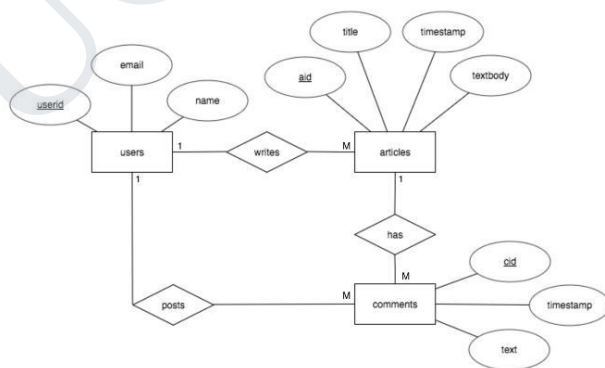 title
timestamp
email
aid
textbody
userid
name
users
1
writes
M
articles
1
1
has
cid
M
posts
M
comments
timestamp
text